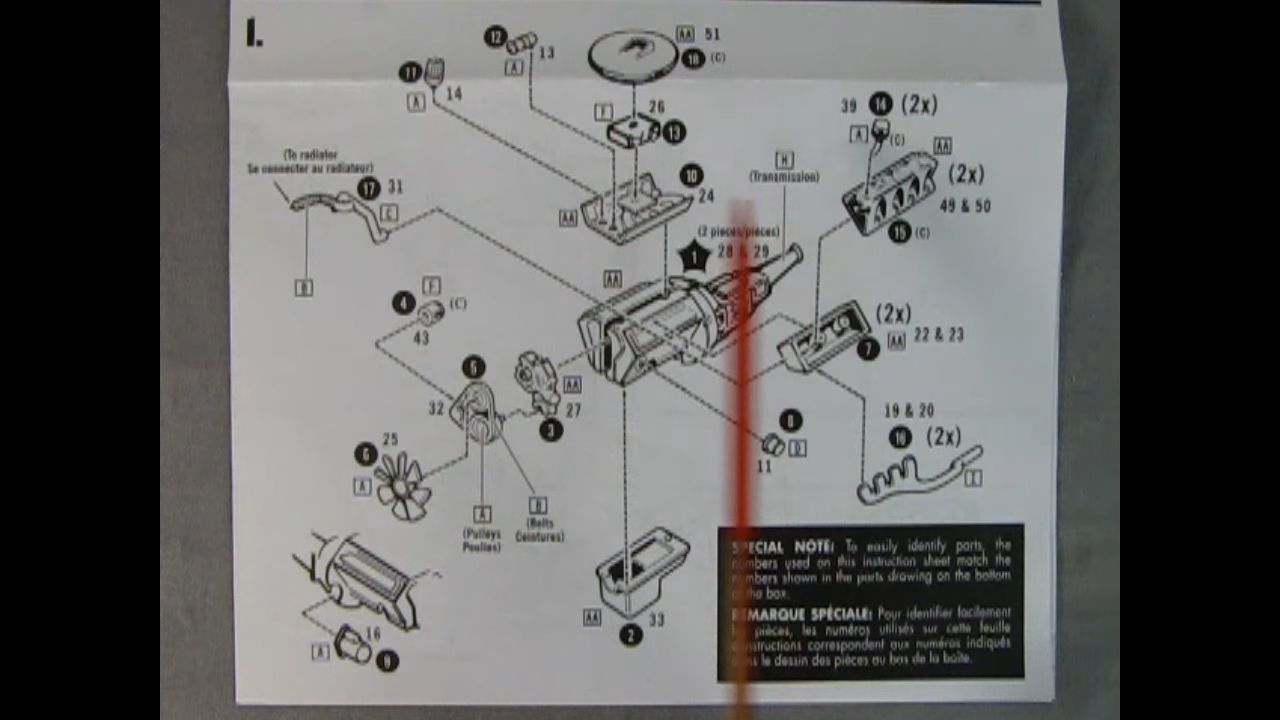 I.
12
13
A
AA 51
18 (C)
11
A
14
F
26
13
39 14 (2x)
A
(C)
AA
(2x)
49 & 50
15 (C)
(To radiator
Se connecter au radiateur)
17 31
C
B
10
24
AA
H
(Transmission)
(2 pieces/pièces)
1 28 & 29
AA
F
4 (C)
43
(2x)
22 & 23
AA
7
5
32
AA
27
3
25
6
A
A
(Pulleys
Poulies)
(Belts
Ceintures)
8
D
11
19 & 20
(2x)
I
AA
33
2
16
A
9
SPECIAL NOTE: To easily identify parts, the
numbers used on this instruction sheet match the
numbers shown in the parts drawing on the bottom
of the box.
REMARQUE SPÉCIALE: Pour identifier facilement
les pièces, les numéros utilisés sur cette feuille
d'instructions correspondent aux numéros indiqués
dans le dessin des pièces au bas de la boîte.